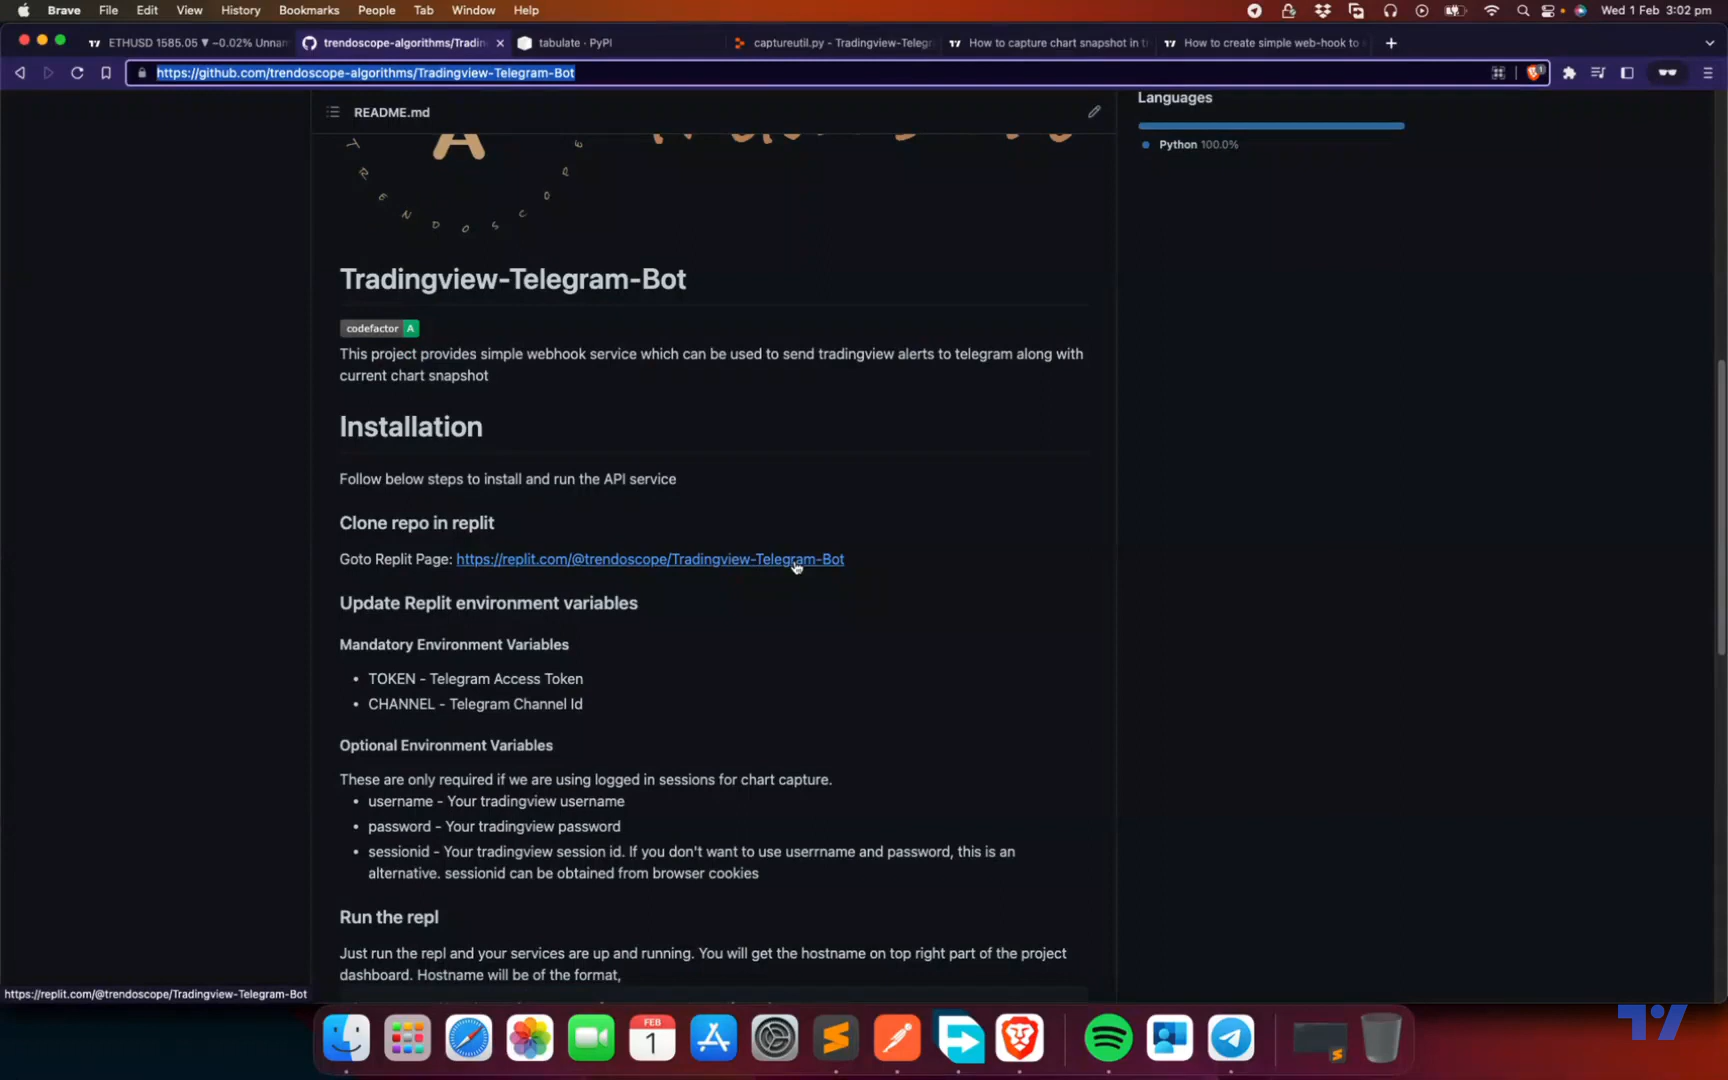 Brave File Edit View History Bookmarks People Tab Window Help Wed 1 Feb 3:02 pm
ETHUSD 1585.05 ▼ −0.02% Unnam trendoscope-algorithms/Tradin tabulate · PyPI captureutil.py - Tradingview-Telegr How to capture chart snapshot in t How to create simple web-hook to
https://github.com/trendoscope-algorithms/Tradingview-Telegram-Bot
README.md
Languages
Python 100.0%
A
T R E N D O S C O P E
Tradingview-Telegram-Bot
codefactor A
This project provides simple webhook service which can be used to send tradingview alerts to telegram along with
current chart snapshot
Installation
Follow below steps to install and run the API service
Clone repo in replit
Goto Replit Page: https://replit.com/@trendoscope/Tradingview-Telegram-Bot
Update Replit environment variables
Mandatory Environment Variables
• TOKEN - Telegram Access Token
• CHANNEL - Telegram Channel Id
Optional Environment Variables
These are only required if we are using logged in sessions for chart capture.
• username - Your tradingview username
• password - Your tradingview password
• sessionid - Your tradingview session id. If you don't want to use userrname and password, this is an
alternative. sessionid can be obtained from browser cookies
Run the repl
Just run the repl and your services are up and running. You will get the hostname on top right part of the project
dashboard. Hostname will be of the format,
https://replit.com/@trendoscope/Tradingview-Telegram-Bot
FEB
1